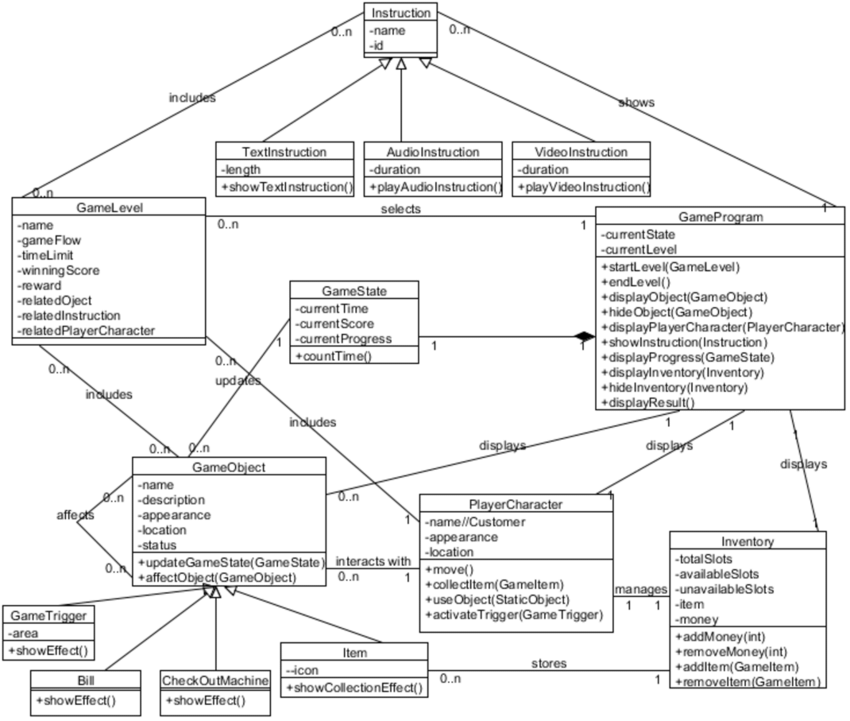 Instruction
-name
-id
0..n
0..n
includes
shows
TextInstruction
-length
+showTextInstruction()
AudioInstruction
-duration
+playAudioInstruction()
VideoInstruction
-duration
+playVideoInstruction()
0..n
1
GameLevel
-name
-gameFlow
-timeLimit
-winningScore
-reward
-relatedOject
-relatedInstruction
-relatedPlayerCharacter
selects
0..n
1
GameProgram
-currentState
-currentLevel
+startLevel(GameLevel)
+endLevel()
+displayObject(GameObject)
+hideObject(GameObject)
+displayPlayerCharacter(PlayerCharacter)
+showInstruction(Instruction)
+displayProgress(GameState)
+displayInventory(Inventory)
+hideInventory(Inventory)
+displayResult()
GameState
-currentTime
-currentScore
-currentProgress
+countTime()
1
1
1
0..n
0..n
updates
includes
includes
0..n
0..n
1
1
1
displays
displays
displays
GameObject
-name
-description
-appearance
-location
-status
+updateGameState(GameState)
+affectObject(GameObject)
0..n
affects
0..n
0..n
1
1
1
interacts with
0..n
1
PlayerCharacter
-name//Customer
-appearance
-location
+move()
+collectItem(GameItem)
+useObject(StaticObject)
+activateTrigger(GameTrigger)
manages
1
1
Inventory
-totalSlots
-availableSlots
-unavailableSlots
-item
-money
+addMoney(int)
+removeMoney(int)
+addItem(GameItem)
+removeItem(GameItem)
GameTrigger
-area
+showEffect()
Bill
+showEffect()
CheckOutMachine
+showEffect()
Item
--icon
+showCollectionEffect()
stores
0..n
1